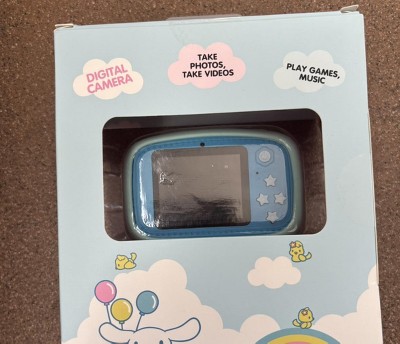 DIGITAL
CAMERA
TAKE
PHOTOS,
TAKE VIDEOS
PLAY GAMES,
MUSIC